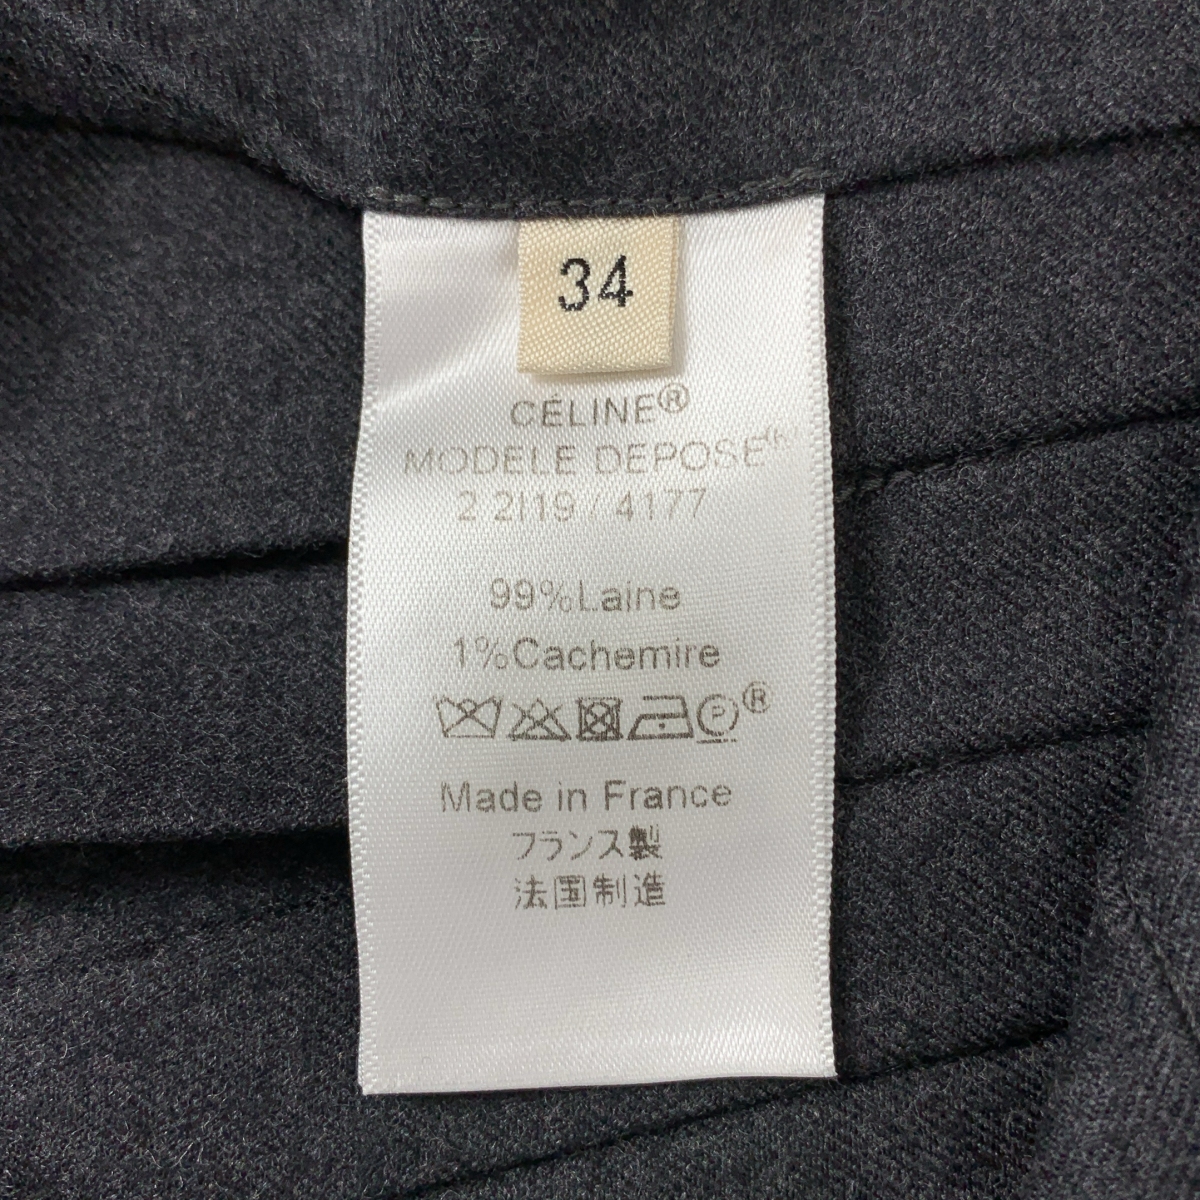 34
CÉLINE®
MODELE DEPOSE®
2 2I19 / 4177
99%Laine
1%Cachemire
P ®
Made in France
フランス製
法国制造